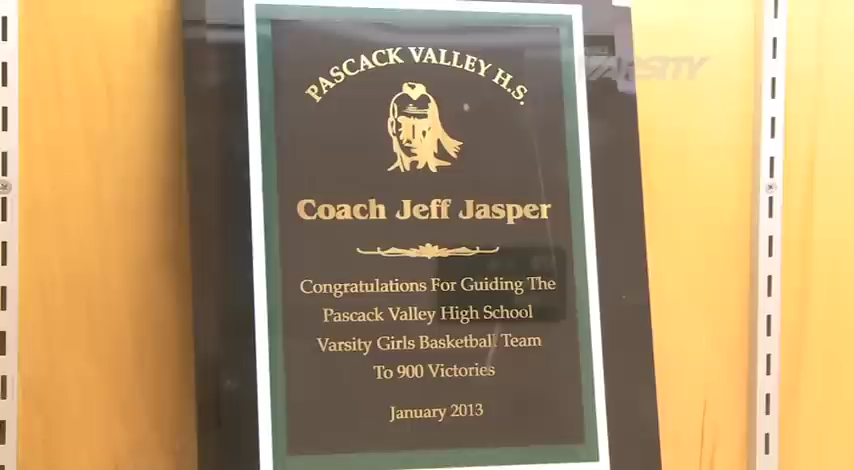 VARSITY
PASCACK VALLEY H.S.
Coach Jeff Jasper
Congratulations For Guiding The
Pascack Valley High School
Varsity Girls Basketball Team
To 900 Victories
January 2013